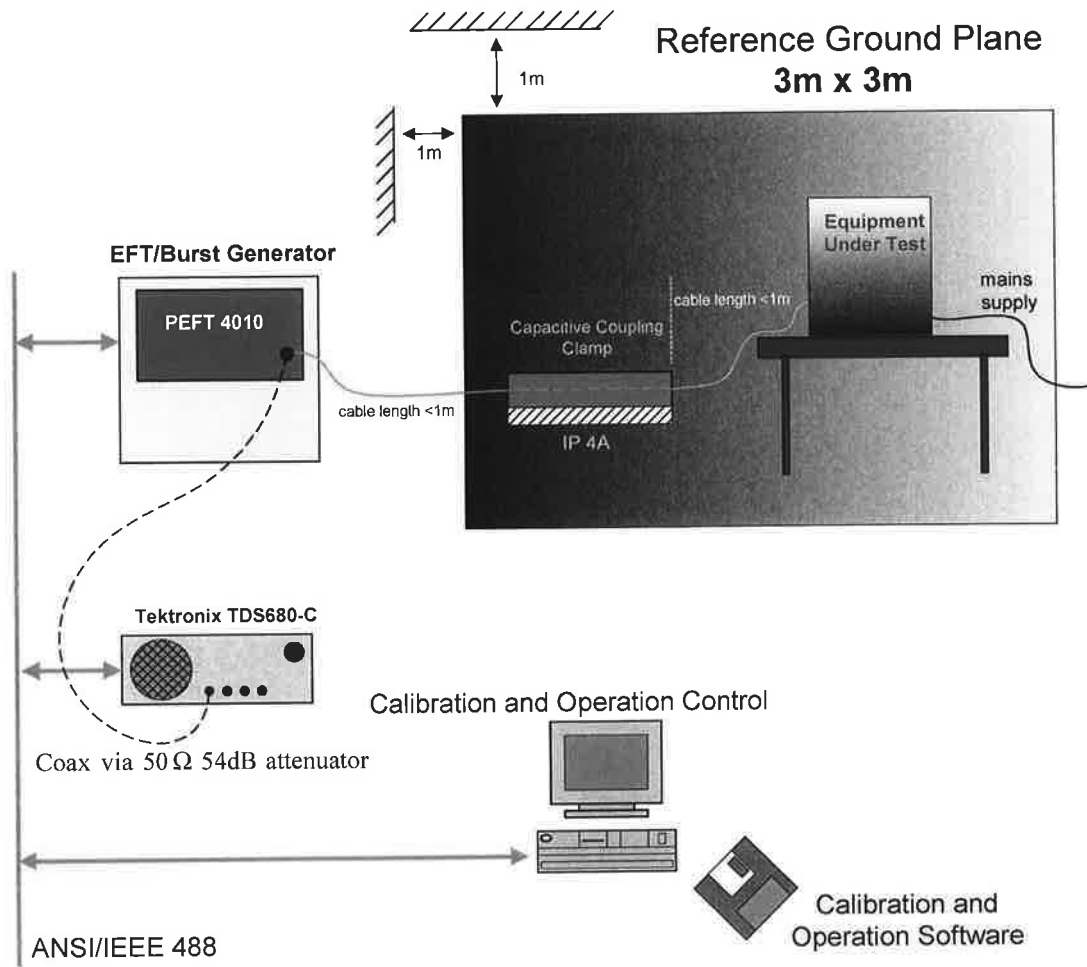 Reference Ground Plane
3m x 3m
1m
1m
Equipment
Under Test
EFT/Burst Generator
mains
supply
cable length <1m
PEFT 4010
Capacitive Coupling
Clamp
cable length <1m
IP 4A
Tektronix TDS680-C
Calibration and Operation Control
Coax via 50Ω 54dB attenuator
Calibration and
Operation Software
ANSI/IEEE 488